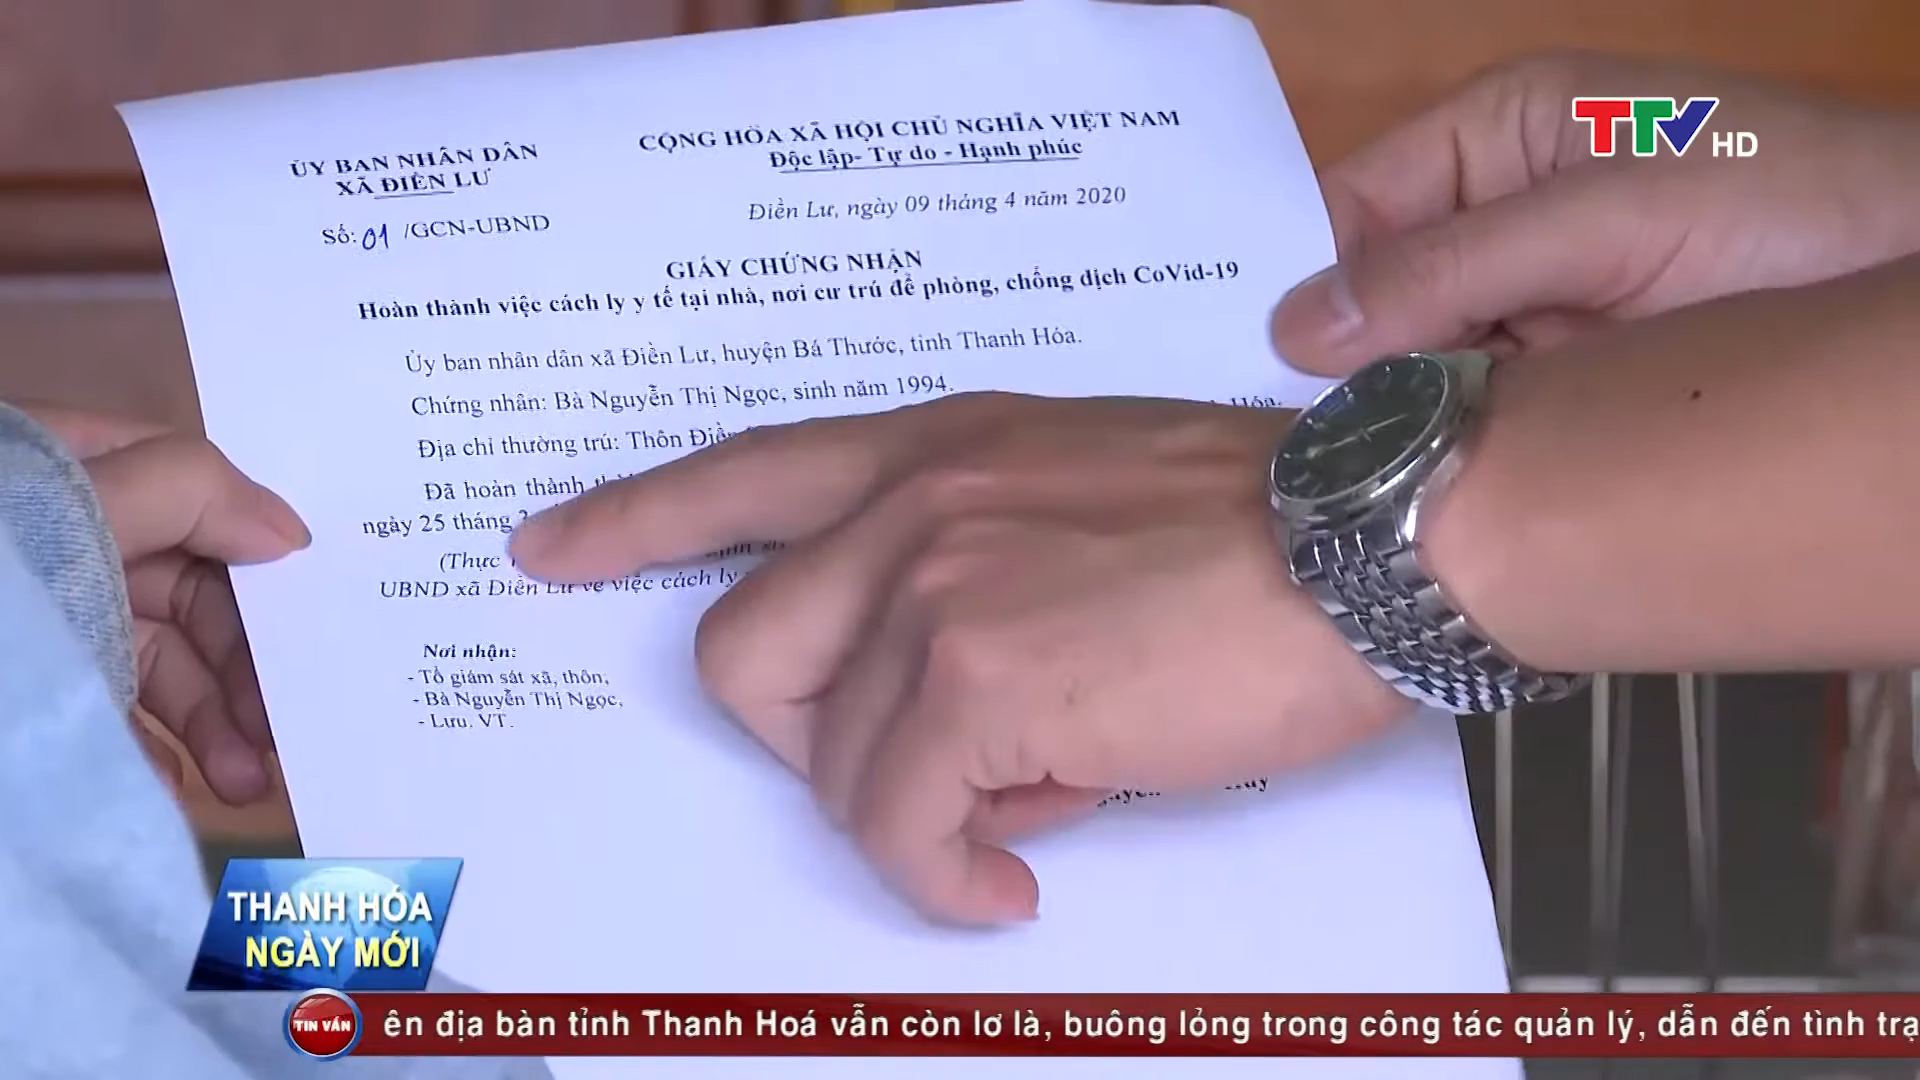 TTV HD
ỦY BAN NHÂN DÂN
XÃ ĐIỀN LƯ
CỘNG HÒA XÃ HỘI CHỦ NGHĨA VIỆT NAM
Độc lập- Tự do - Hạnh phúc
Số: 01 /GCN-UBND
Điền Lư, ngày 09 tháng 4 năm 2020
GIẤY CHỨNG NHẬN
Hoàn thành việc cách ly y tế tại nhà, nơi cư trú để phòng, chống dịch CoVid-19
Ủy ban nhân dân xã Điền Lư, huyện Bá Thước, tỉnh Thanh Hóa.
Chứng nhân: Bà Nguyễn Thị Ngọc, sinh năm 1994.
Địa chỉ thường trú: Thôn Điền Hóa.
Đã hoàn thành
ngày 25 tháng
(Thực
UBND xã Điền Lư về việc cách ly
Nơi nhận:
- Tổ giám sát xã, thôn;
- Bà Nguyễn Thị Ngọc,
- Lưu. VT.
THANH HÓA
NGÀY MỚI
TIN VẮN
ên địa bàn tỉnh Thanh Hoá vẫn còn lơ là, buông lỏng trong công tác quản lý, dẫn đến tình trạ